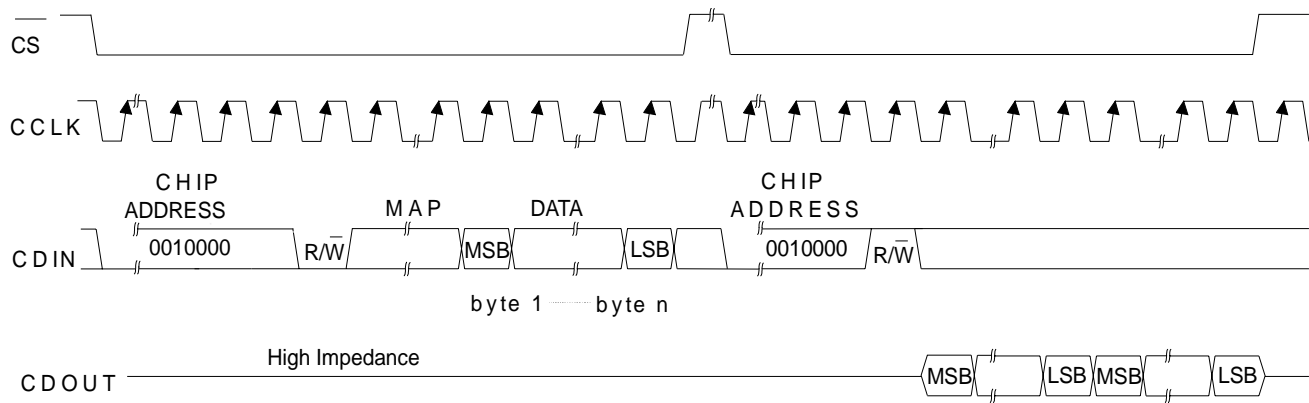 CS
CCLK
CHIP
ADDRESS
MAP
DATA
CHIP
ADDRESS
CDIN
0010000
R/W
MSB
LSB
0010000
R/W
byte 1
byte n
High Impedance
CDOUT
MSB
LSB
MSB
LSB